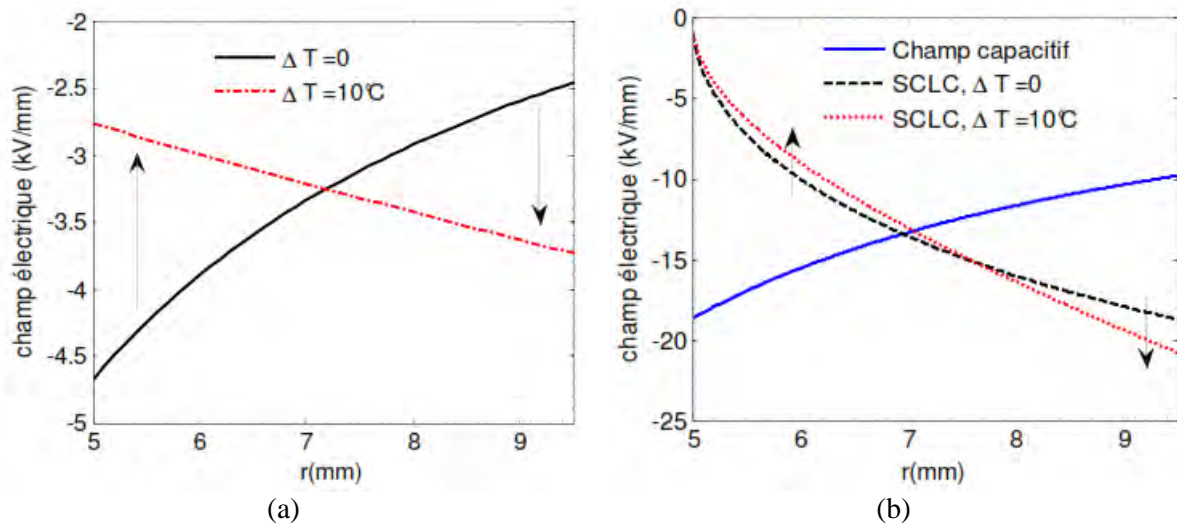 -2
-2.5
-3
-3.5
-4
-4.5
-5
champ électrique (kV/mm)
Δ T =0
Δ T =10°C
5 6 7 8 9
r(mm)
(a)
0
-5
-10
-15
-20
-25
champ électrique (kV/mm)
Champ capacitif
SCLC, Δ T =0
SCLC, Δ T =10°C
5 6 7 8 9
r(mm)
(b)